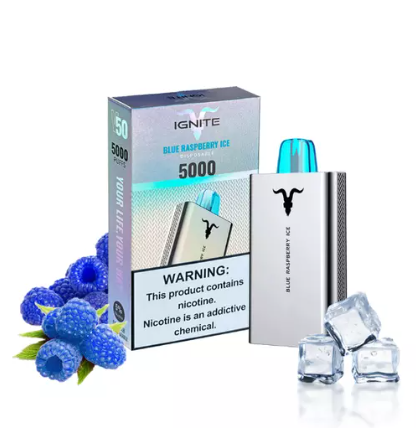 IGNITE
BLUE RASPBERRY ICE
5000
50
5000
PUFFS
YOUR LIFE. YOUR
WARNING:
This product contains
nicotine.
Nicotine is an addictive
chemical.
BLUE RASPBERRY ICE